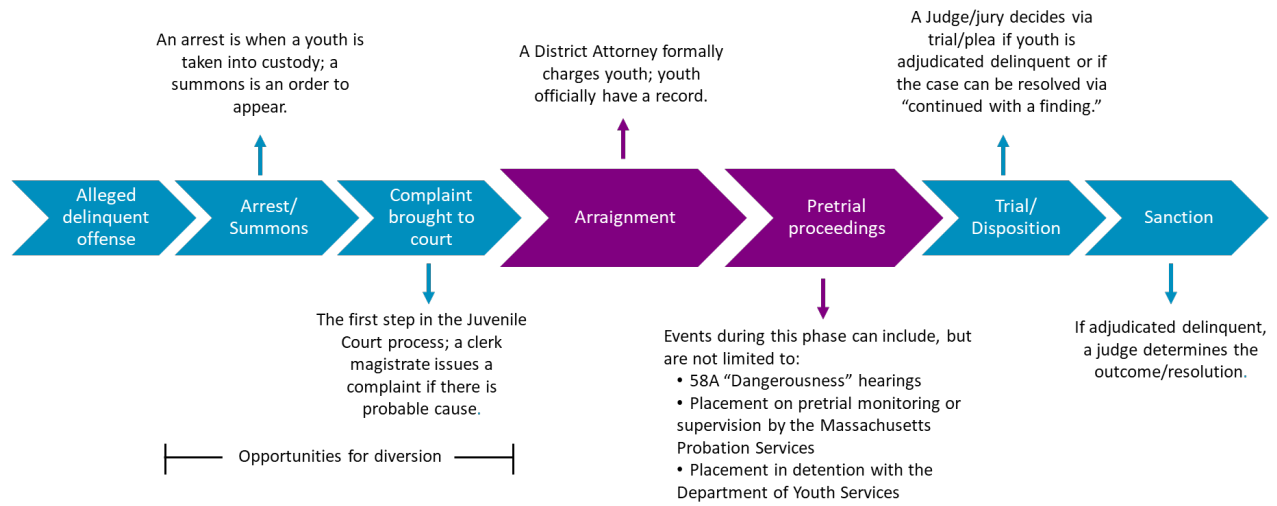 An arrest is when a youth is
taken into custody; a
summons is an order to
appear.
A District Attorney formally
charges youth; youth
officially have a record.
A Judge/jury decides via
trial/plea if youth is
adjudicated delinquent or if
the case can be resolved via
“continued with a finding.”
Alleged
delinquent
offense
Arrest/
Summons
Complaint
brought to
court
Arraignment
Pretrial
proceedings
Trial/
Disposition
Sanction
The first step in the Juvenile
Court process; a clerk
magistrate issues a
complaint if there is
probable cause.
Events during this phase can include, but
are not limited to:
• 58A “Dangerousness” hearings
• Placement on pretrial monitoring or
supervision by the Massachusetts
Probation Services
• Placement in detention with the
Department of Youth Services
If adjudicated delinquent,
a judge determines the
outcome/resolution.
Opportunities for diversion